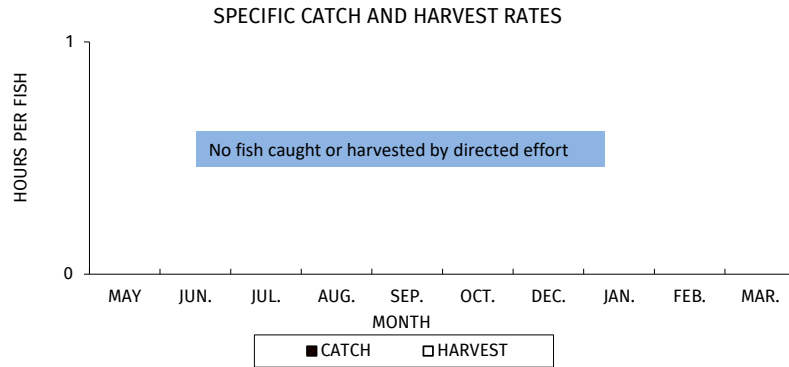 SPECIFIC CATCH AND HARVEST RATES
1
HOURS PER FISH
No fish caught or harvested by directed effort
0
MAY JUN. JUL. AUG. SEP. OCT. DEC. JAN. FEB. MAR.
MONTH
CATCH HARVEST